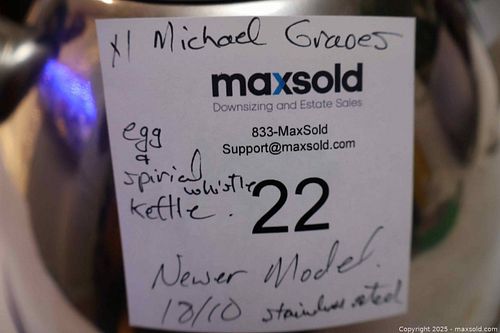 x1 Michael Graves
maxsold
Downsizing and Estate Sales
833-MaxSold
Support@maxsold.com
egg
&
spirial
whistle
kettle.
22
Newer Model.
18/10 stainless steel
Copyright 2025 - maxsold.com